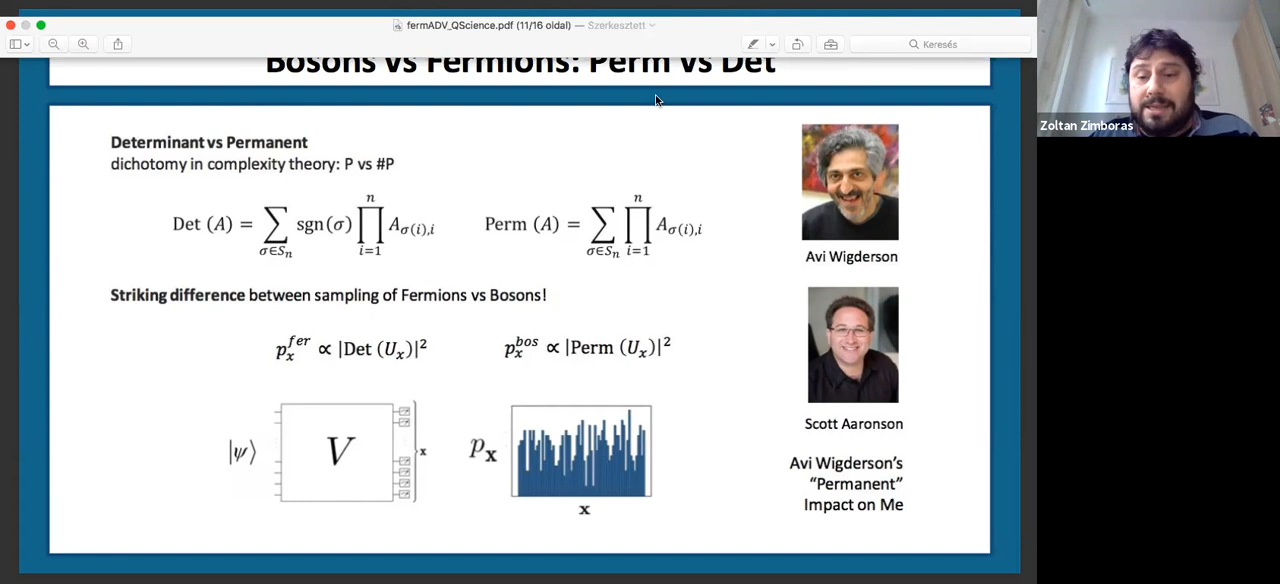 fermADV_QScience.pdf (11/16 oldal) — Szerkesztett
Keresés
Bosons vs Fermions: Perm vs Det
Determinant vs Permanent
dichotomy in complexity theory: P vs #P
Det (A) = ∑_{σ∈S_n} sgn(σ) ∏_{i=1}^{n} A_{σ(i),i}
Perm (A) = ∑_{σ∈S_n} ∏_{i=1}^{n} A_{σ(i),i}
Striking difference between sampling of Fermions vs Bosons!
p_x^{fer} ∝ |Det (U_x)|²
p_x^{bos} ∝ |Perm (U_x)|²
|ψ⟩
V
x
p_x
x
Avi Wigderson
Scott Aaronson
Avi Wigderson’s
“Permanent”
Impact on Me
Zoltan Zimboras